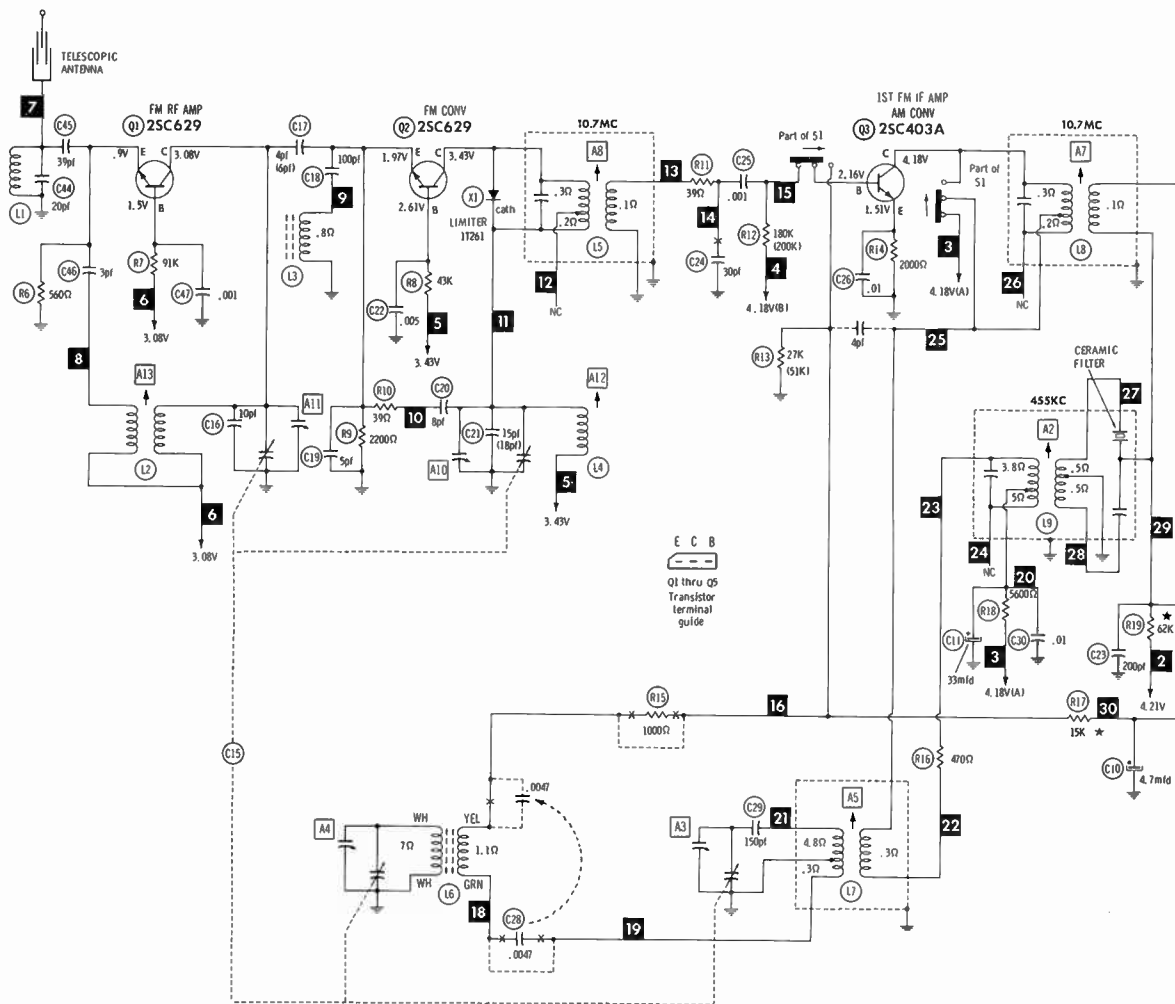 TELESCOPIC
ANTENNA
7
FM RF AMP
Q1 2SC629
C45
39pf
.9V
E
C
3.08V
1.5V
B
L1
C44
20pf
C46
3pf
R6
560Ω
R7
91K
6
3.08V
C47
.001
8
A13
L2
6
3.08V
C17
4pf
(6pf)
C18
100pf
9
.8Ω
L3
C16
10pf
A11
C19
5pf
R9
2200Ω
R10
39Ω
10
C20
8pf
FM CONV
Q2 2SC629
1.97V
E
C
3.43V
2.61V
B
X1
cath
LIMITER
1T261
R8
43K
C22
.005
5
3.43V
11
A10
C21
15pf
(18pf)
A12
L4
5
3.43V
10.7MC
A8
.3Ω
.2Ω
.1Ω
L5
12
NC
13
R11
39Ω
14
C24
30pf
C25
.001
R12
180K
(200K)
4
4.18V(B)
15
Part of S1
1ST FM IF AMP
AM CONV
Q3 2SC403A
C
4.18V
2.16V
B
1.51V
E
C26
.01
R14
2000Ω
Part of
S1
3
4.18V(A)
10.7MC
A7
.3Ω
.2Ω
.1Ω
L8
26
NC
R13
27K
(51K)
4pf
25
CERAMIC
FILTER
27
455KC
A2
3.8Ω
.5Ω
.5Ω
.5Ω
L9
23
24
NC
28
29
20
5600Ω
R18
C11
33mfd
3
4.18V(A)
C30
.01
R19
★
62K
C23
200pf
2
4.21V
E C B
Q1 thru Q5
Transistor
terminal
guide
R15
1000Ω
16
R17
15K ★
30
C10
4.7mfd
R16
470Ω
22
C15
A4
WH
7Ω
WH
YEL
1.1Ω
GRN
L6
.0047
18
C28
.0047
19
A3
C29
150pf
21
A5
4.8Ω
.3Ω
.3Ω
L7